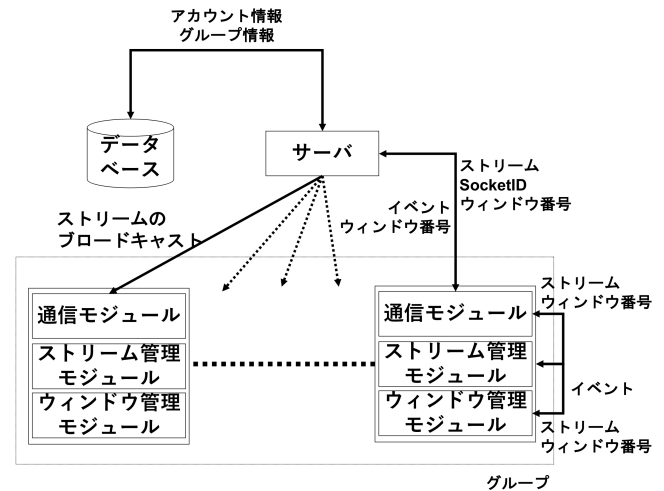 アカウント情報
グループ情報
データ
ベース
サーバ
ストリーム
SocketID
ウィンドウ番号
イベント
ウィンドウ番号
ストリームの
ブロードキャスト
通信モジュール
ストリーム管理
モジュール
ウィンドウ管理
モジュール
通信モジュール
ストリーム管理
モジュール
ウィンドウ管理
モジュール
ストリーム
ウィンドウ番号
イベント
ストリーム
ウィンドウ番号
グループ